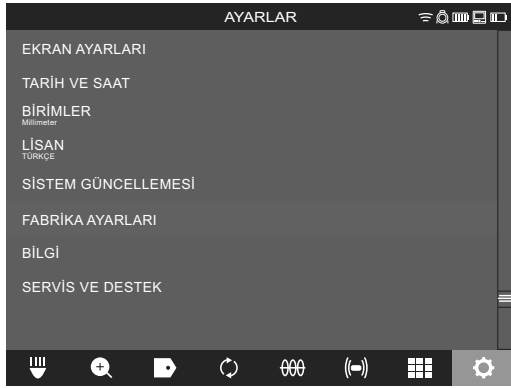 AYARLAR
EKRAN AYARLARI
TARİH VE SAAT
BİRİMLER
Millimeter
LİSAN
TÜRKÇE
SİSTEM GÜNCELLEMESİ
FABRİKA AYARLARI
BİLGİ
SERVİS VE DESTEK